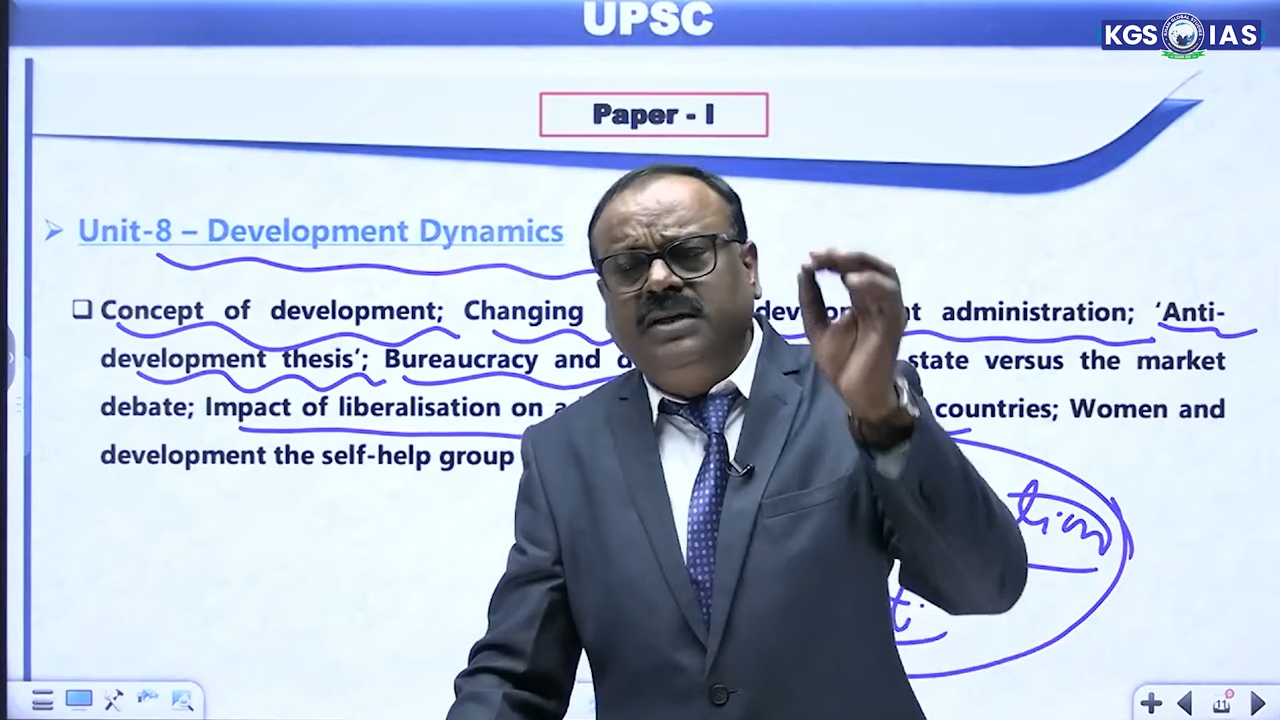 UPSC
KGS IAS
Paper - I
Unit-8 – Development Dynamics
Concept of development; Changing administration; ‘Anti-
development thesis’; Bureaucracy and state versus the market
debate; Impact of liberalisation on countries; Women and
development the self-help group
11